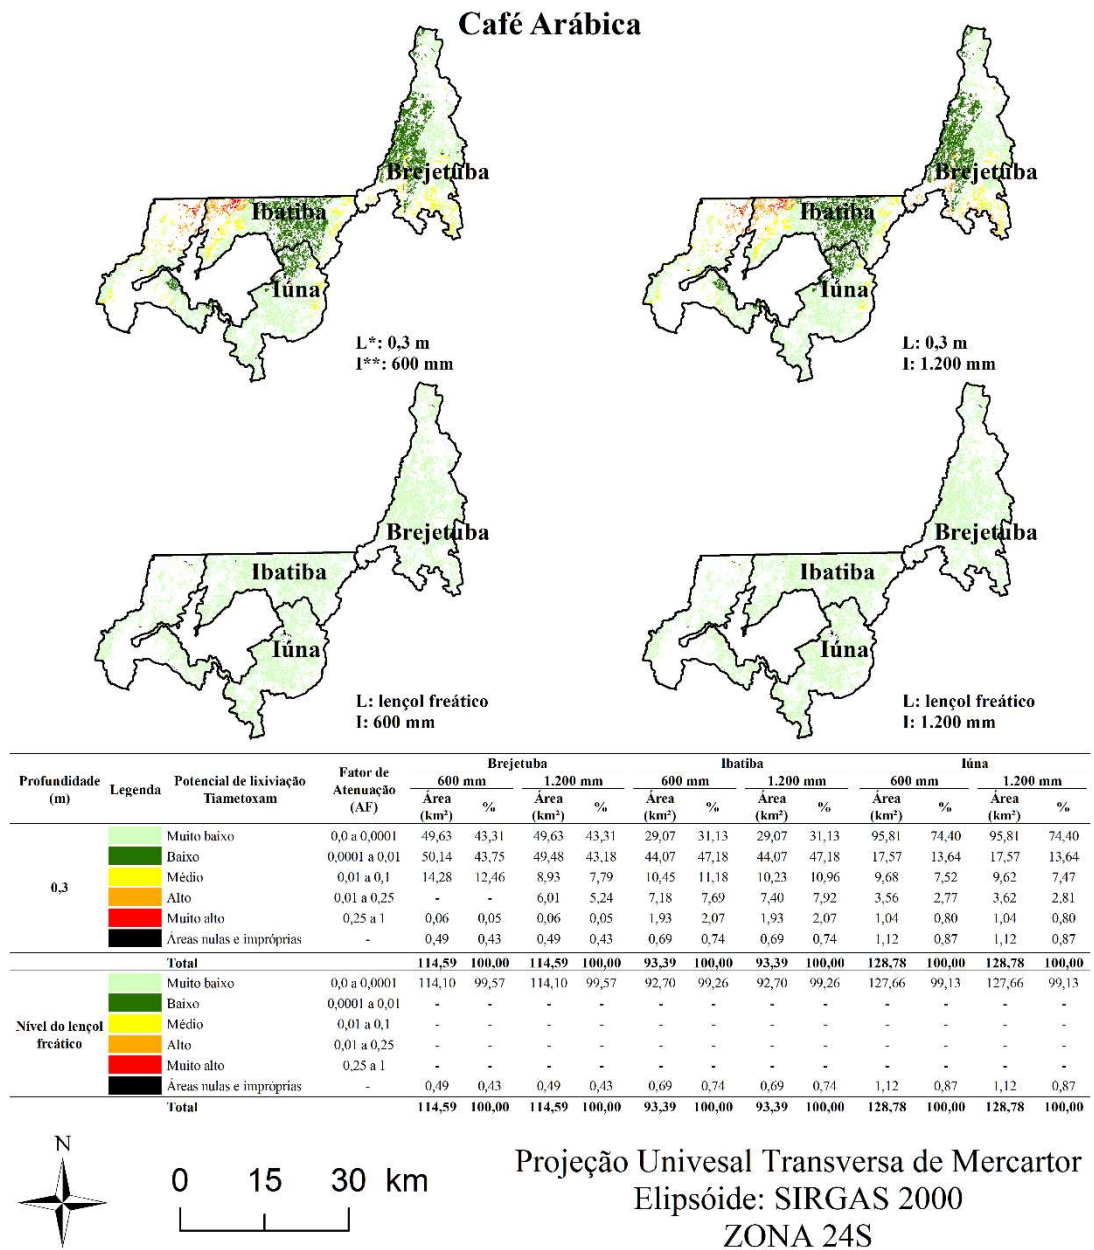 Café Arábica
Brejetuba
Ibatiba
Iúna
L*: 0,3 m
I**: 600 mm
Brejetuba
Ibatiba
Iúna
L: 0,3 m
I: 1.200 mm
Brejetuba
Ibatiba
Iúna
L: lençol freático
I: 600 mm
Brejetuba
Ibatiba
Iúna
L: lençol freático
I: 1.200 mm
Profundidade (m) Legenda Potencial de lixiviação Tiametoxam Fator de Atenuação (AF) Brejetuba Ibatiba Iúna
600 mm 1.200 mm 600 mm 1.200 mm 600 mm 1.200 mm
Área (km²) % Área (km²) % Área (km²) % Área (km²) % Área (km²) % Área (km²) %
0,3
Muito baixo 0,0 a 0,0001 49,63 43,31 49,63 43,31 29,07 31,13 29,07 31,13 95,81 74,40 95,81 74,40
Baixo 0,0001 a 0,01 50,14 43,75 49,48 43,18 44,07 47,18 44,07 47,18 17,57 13,64 17,57 13,64
Médio 0,01 a 0,1 14,28 12,46 8,93 7,79 10,45 11,18 10,23 10,96 9,68 7,52 9,62 7,47
Alto 0,01 a 0,25 - - 6,01 5,24 7,18 7,69 7,40 7,92 3,56 2,77 3,62 2,81
Muito alto 0,25 a 1 0,06 0,05 0,06 0,05 1,93 2,07 1,93 2,07 1,04 0,80 1,04 0,80
Áreas nulas e impróprias - 0,49 0,43 0,49 0,43 0,69 0,74 0,69 0,74 1,12 0,87 1,12 0,87
Total 114,59 100,00 114,59 100,00 93,39 100,00 93,39 100,00 128,78 100,00 128,78 100,00
Nível do lençol freático
Muito baixo 0,0 a 0,0001 114,10 99,57 114,10 99,57 92,70 99,26 92,70 99,26 127,66 99,13 127,66 99,13
Baixo 0,0001 a 0,01 - - - - - - - - - - - -
Médio 0,01 a 0,1 - - - - - - - - - - - -
Alto 0,01 a 0,25 - - - - - - - - - - - -
Muito alto 0,25 a 1 - - - - - - - - - - - -
Áreas nulas e impróprias - 0,49 0,43 0,49 0,43 0,69 0,74 0,69 0,74 1,12 0,87 1,12 0,87
Total 114,59 100,00 114,59 100,00 93,39 100,00 93,39 100,00 128,78 100,00 128,78 100,00
N
0 15 30 km
Projeção Univesal Transversa de Mercartor
Elipsóide: SIRGAS 2000
ZONA 24S